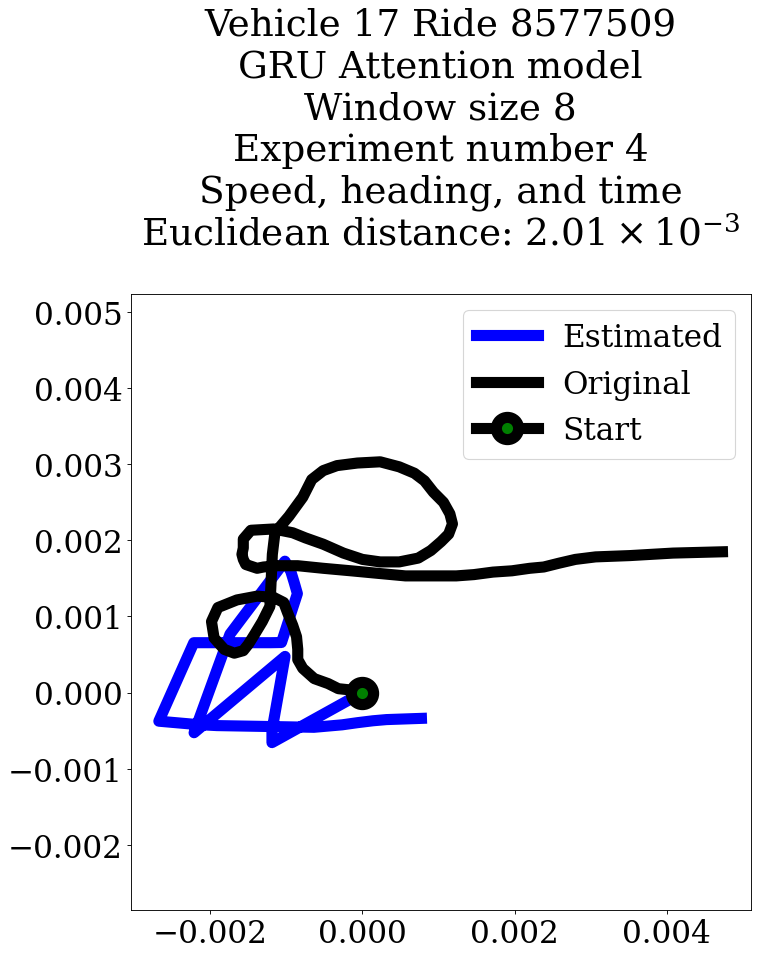 Vehicle 17 Ride 8577509
GRU Attention model
Window size 8
Experiment number 4
Speed, heading, and time
Euclidean distance: 2.01 × 10⁻³
0.005
0.004
0.003
0.002
0.001
0.000
−0.001
−0.002
Estimated
Original
Start
−0.002 0.000 0.002 0.004